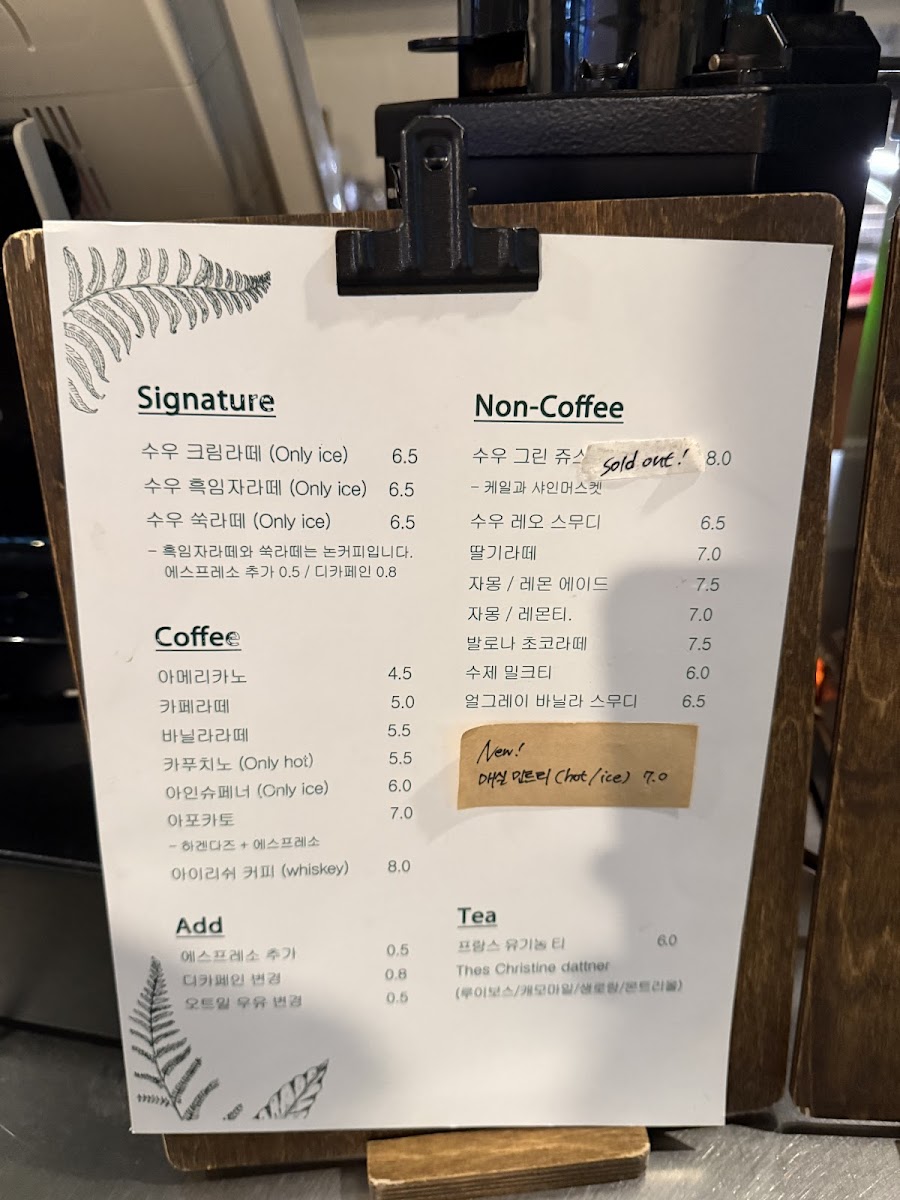 Signature
수우 크림라떼 (Only ice) 6.5
수우 흑임자라떼 (Only ice) 6.5
수우 쑥라떼 (Only ice) 6.5
- 흑임자라떼와 쑥라떼는 논커피입니다.
에스프레소 추가 0.5 / 디카페인 0.8
Coffee
아메리카노 4.5
카페라떼 5.0
바닐라라떼 5.5
카푸치노 (Only hot) 5.5
아인슈페너 (Only ice) 6.0
아포카토 7.0
- 하겐다즈 + 에스프레소
아이리쉬 커피 (whiskey) 8.0
Add
에스프레소 추가 0.5
디카페인 변경 0.8
오트밀 우유 변경 0.5
Non-Coffee
수우 그린 쥬스 sold out! 8.0
- 케일과 샤인머스켓
수우 레오 스무디 6.5
딸기라떼 7.0
자몽 / 레몬 에이드 7.5
자몽 / 레몬티. 7.0
발로나 초코라떼 7.5
수제 밀크티 6.0
얼그레이 바닐라 스무디 6.5
New!
매실 민트티 (hot/ice) 7.0
Tea
프랑스 유기농 티 6.0
Thes Christine dattner
(루이보스/캐모마일/생로랑/몬트리올)